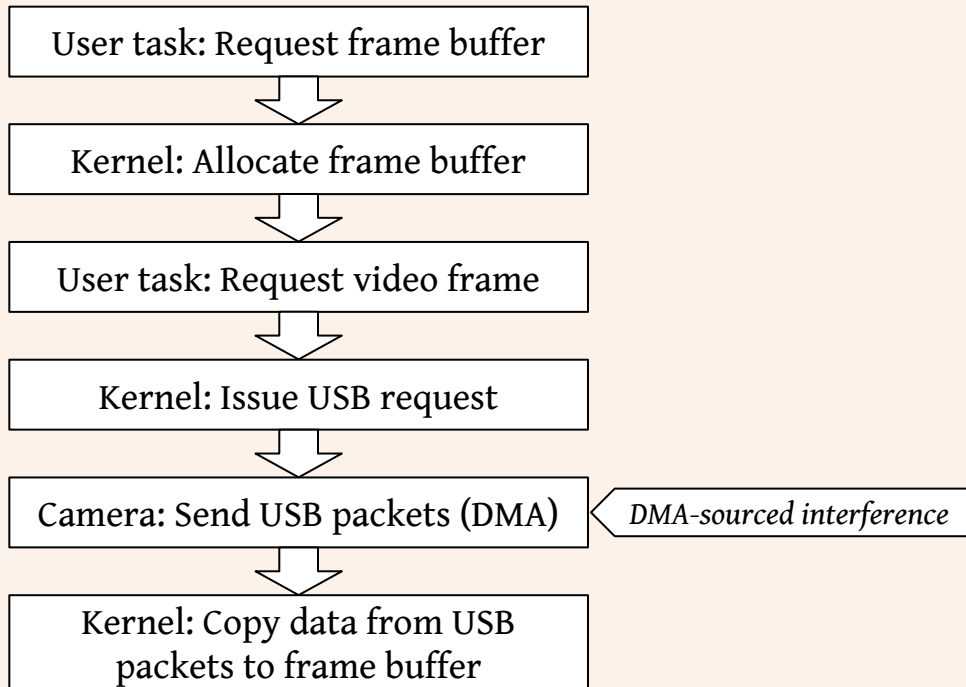 User task: Request frame buffer
Kernel: Allocate frame buffer
User task: Request video frame
Kernel: Issue USB request
Camera: Send USB packets (DMA)
DMA-sourced interference
Kernel: Copy data from USB
packets to frame buffer